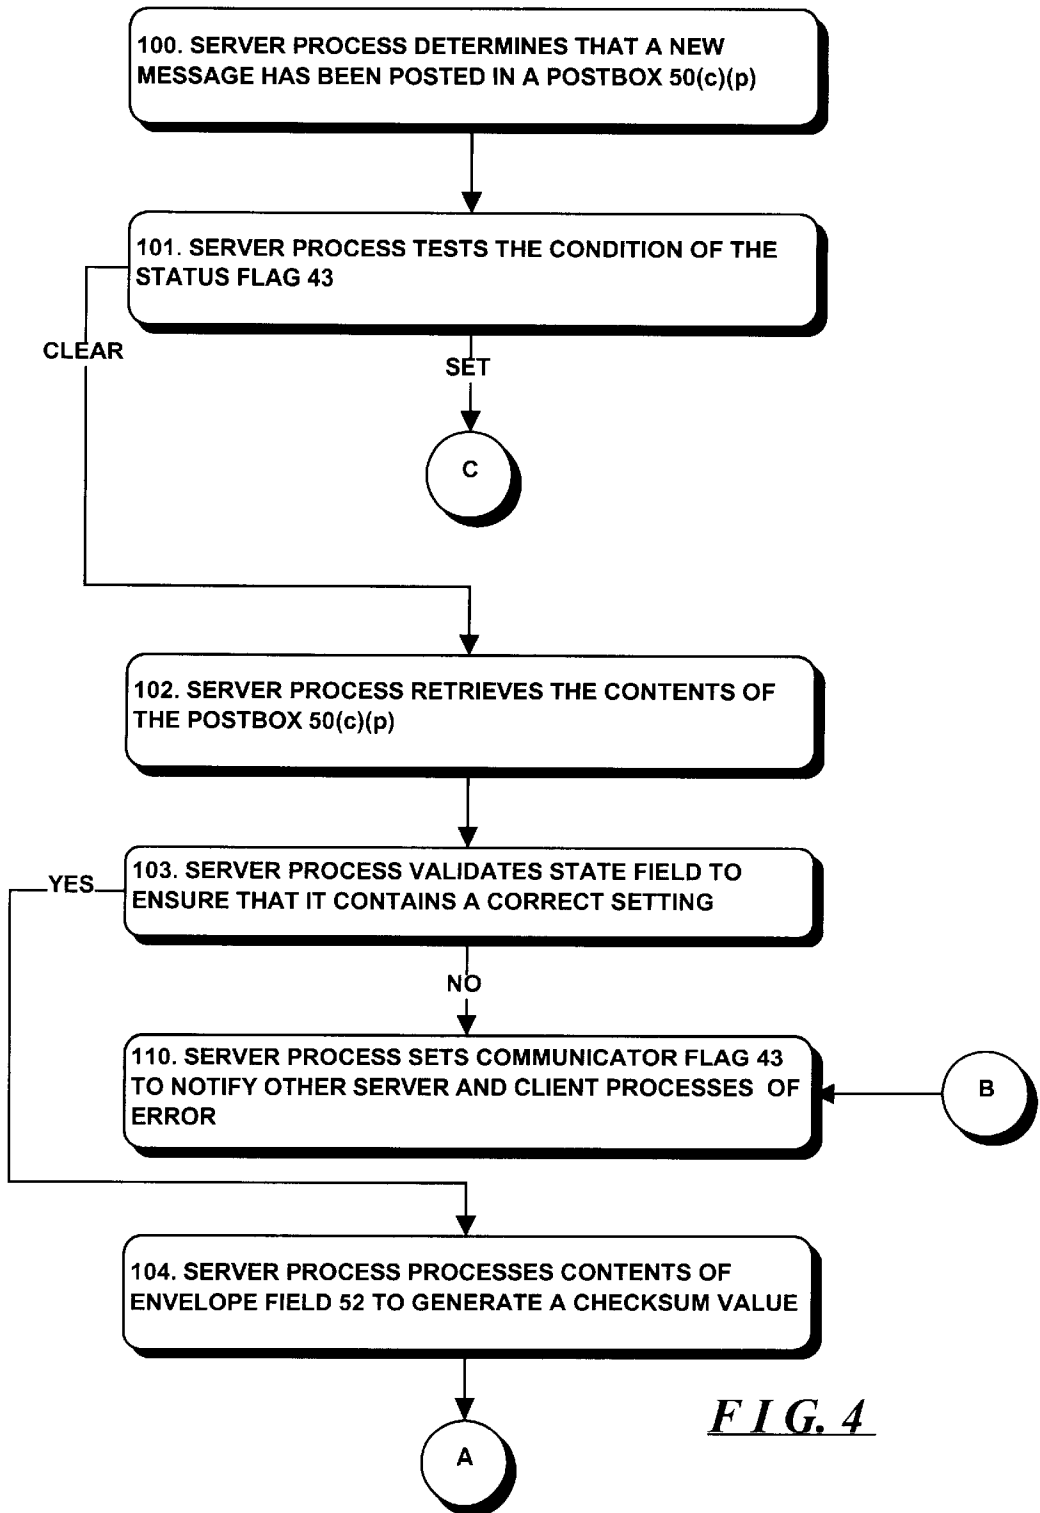 100. SERVER PROCESS DETERMINES THAT A NEW
MESSAGE HAS BEEN POSTED IN A POSTBOX 50(c)(p)
101. SERVER PROCESS TESTS THE CONDITION OF THE
STATUS FLAG 43
CLEAR
SET
C
102. SERVER PROCESS RETRIEVES THE CONTENTS OF
THE POSTBOX 50(c)(p)
103. SERVER PROCESS VALIDATES STATE FIELD TO
ENSURE THAT IT CONTAINS A CORRECT SETTING
YES
NO
110. SERVER PROCESS SETS COMMUNICATOR FLAG 43
TO NOTIFY OTHER SERVER AND CLIENT PROCESSES OF
ERROR
B
104. SERVER PROCESS PROCESSES CONTENTS OF
ENVELOPE FIELD 52 TO GENERATE A CHECKSUM VALUE
A
FIG. 4